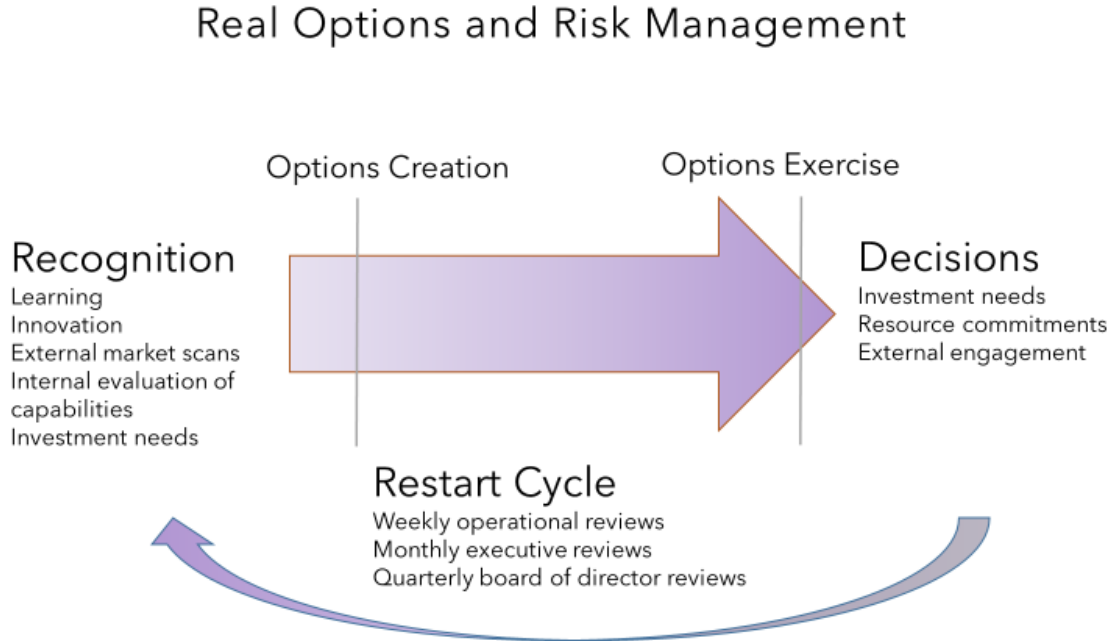 Real Options and Risk Management
Options Creation
Options Exercise
Recognition
Learning
Innovation
External market scans
Internal evaluation of
capabilities
Investment needs
Decisions
Investment needs
Resource commitments
External engagement
Restart Cycle
Weekly operational reviews
Monthly executive reviews
Quarterly board of director reviews